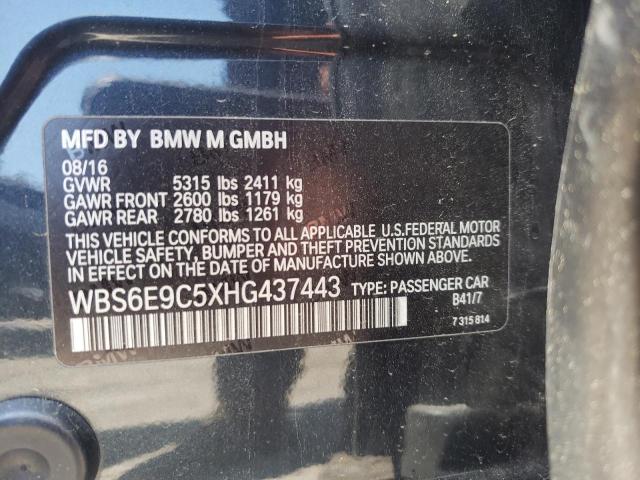 MFD BY BMW M GMBH
08/16
GVWR 5315 lbs 2411 kg
GAWR FRONT 2600 lbs 1179 kg
GAWR REAR 2780 lbs 1261 kg
THIS VEHICLE CONFORMS TO ALL APPLICABLE U.S.FEDERAL MOTOR
VEHICLE SAFETY, BUMPER AND THEFT PREVENTION STANDARDS
IN EFFECT ON THE DATE OF MANUFACTURE SHOWN ABOVE.
WBS6E9C5XHG437443 TYPE: PASSENGER CAR
B41/7
7 315 814